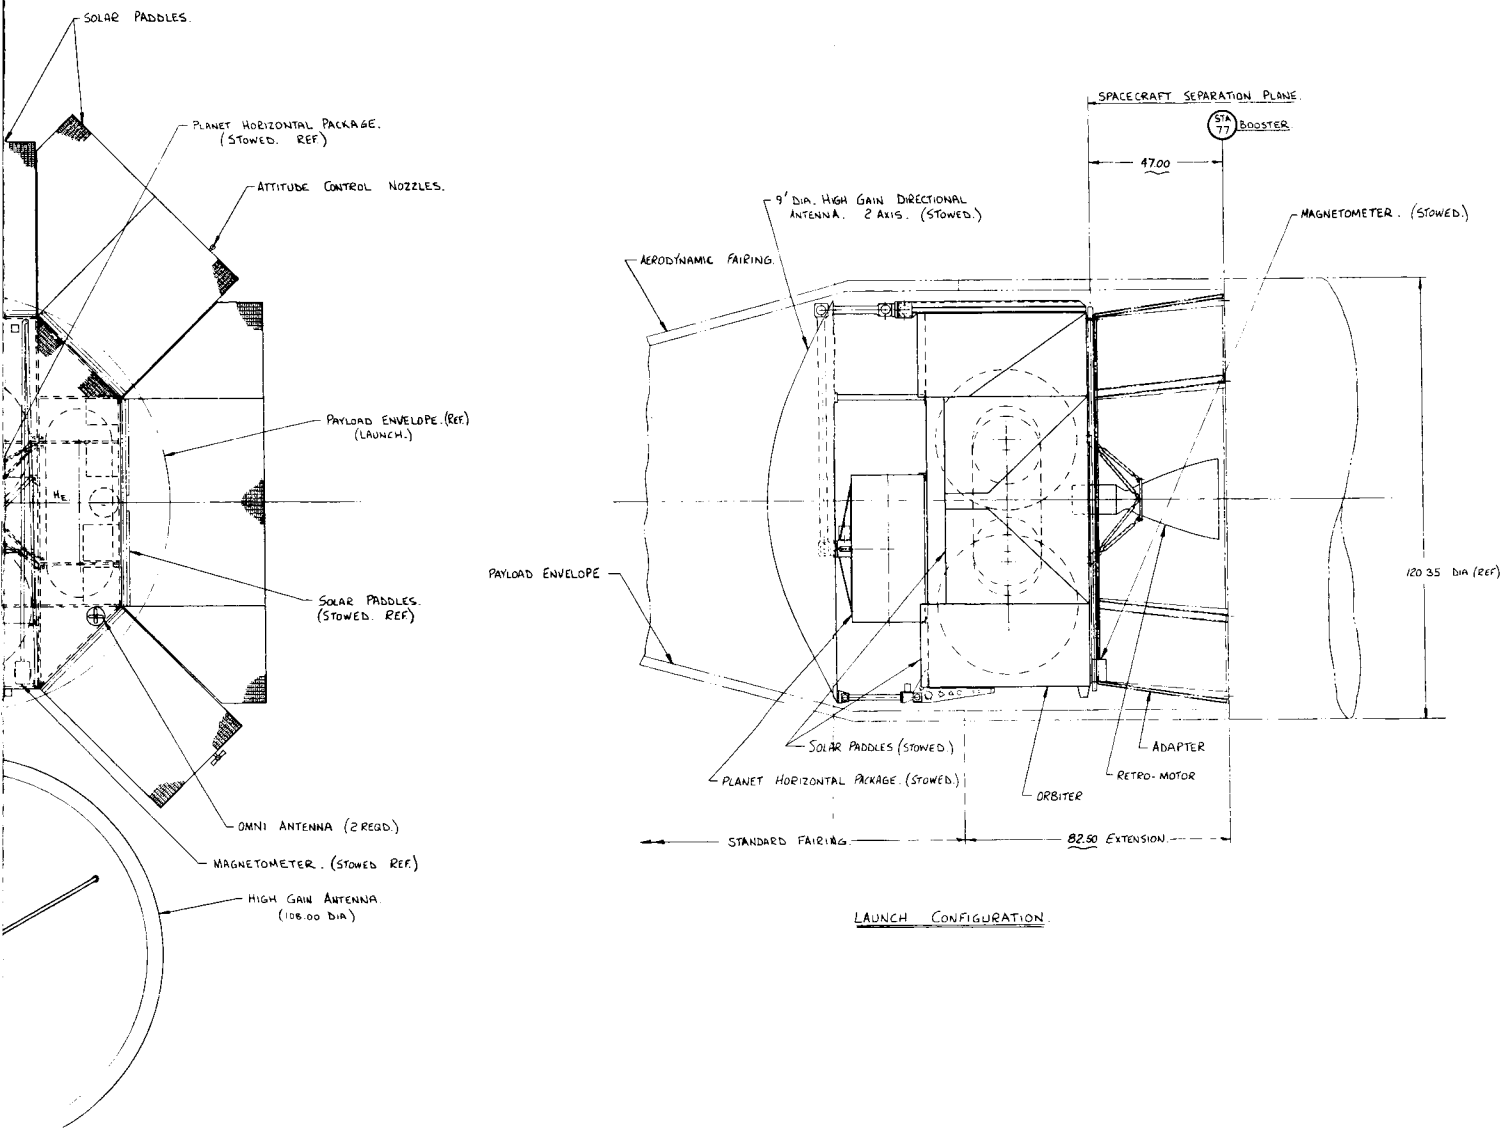 SOLAR PADDLES.
PLANET HORIZONTAL PACKAGE.
(STOWED. REF.)
ATTITUDE CONTROL NOZZLES.
PAYLOAD ENVELOPE. (REF.)
(LAUNCH.)
HE.
SOLAR PADDLES.
(STOWED. REF.)
OMNI ANTENNA (2 REQD.)
MAGNETOMETER. (STOWED REF.)
HIGH GAIN ANTENNA.
(108.00 DIA)
SPACECRAFT SEPARATION PLANE.
STA
77
BOOSTER.
47.00
9' DIA. HIGH GAIN DIRECTIONAL
ANTENNA. 2 AXIS. (STOWED.)
MAGNETOMETER. (STOWED.)
AERODYNAMIC FAIRING.
PAYLOAD ENVELOPE
120.35 DIA (REF)
SOLAR PADDLES (STOWED.)
ADAPTER
PLANET HORIZONTAL PACKAGE. (STOWED.)
RETRO-MOTOR
ORBITER
STANDARD FAIRING.
82.50 EXTENSION.
LAUNCH CONFIGURATION.